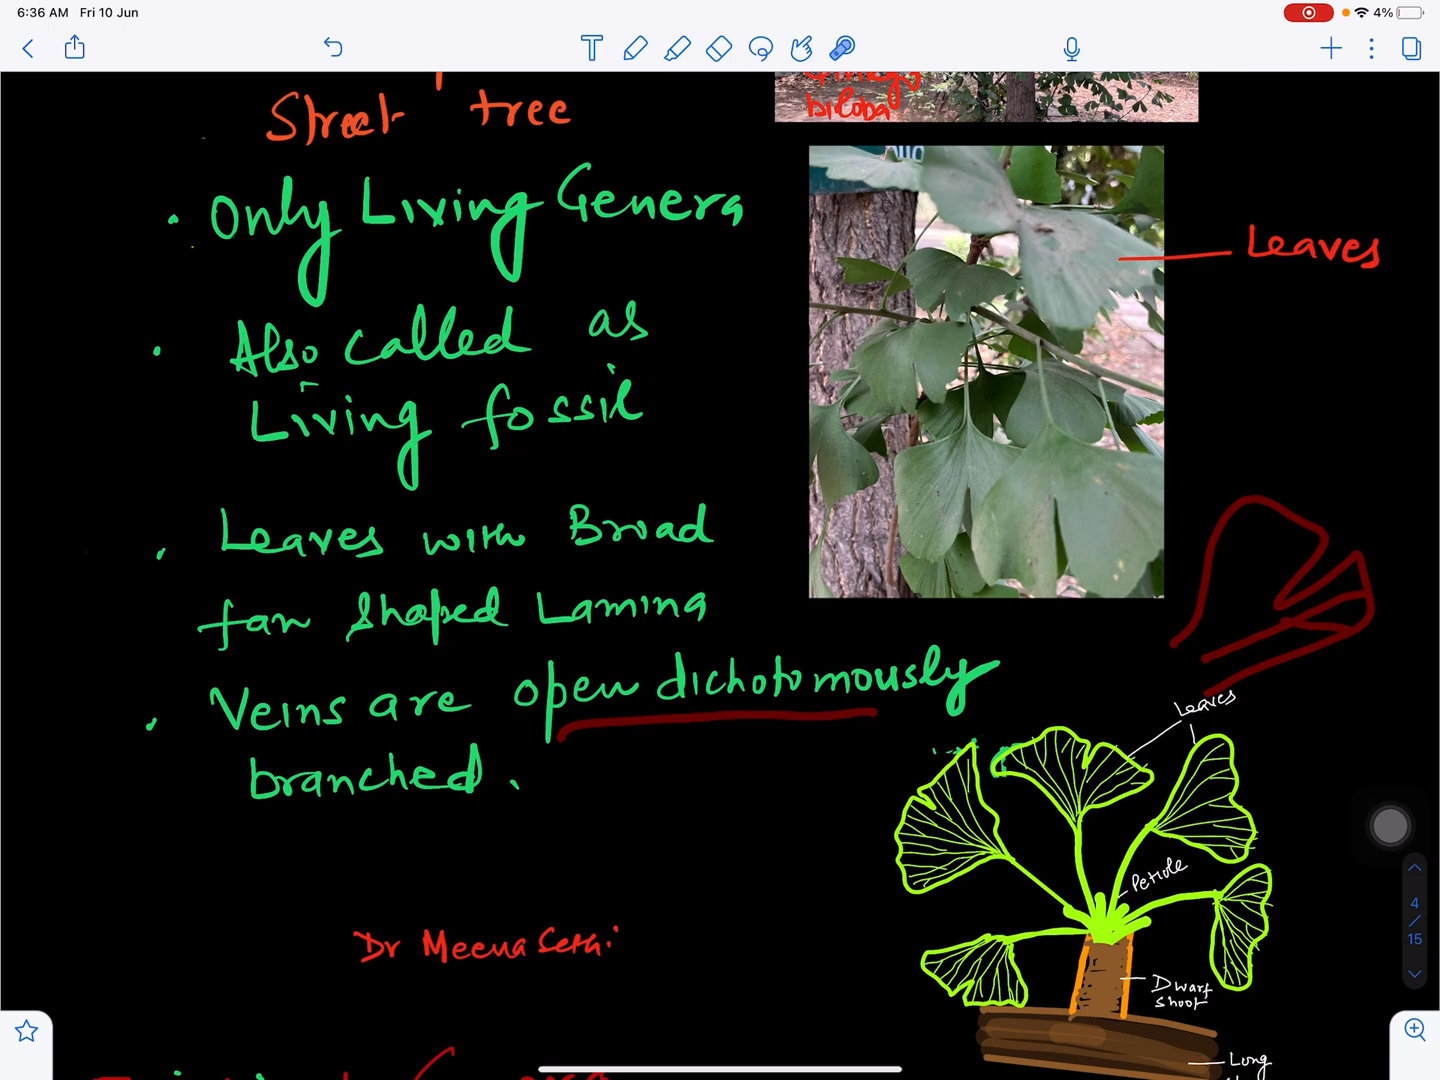 6:36 AM Fri 10 Jun
4%
Street tree
biloba
• Only Living Genera
Leaves
• Also called as
Living fossil
• Leaves with Broad
fan shaped Lamina
• Veins are open dichotomously
branched.
Leaves
Petiole
4
/
15
Dr Meena Sethi
Dwarf
shoot
Long